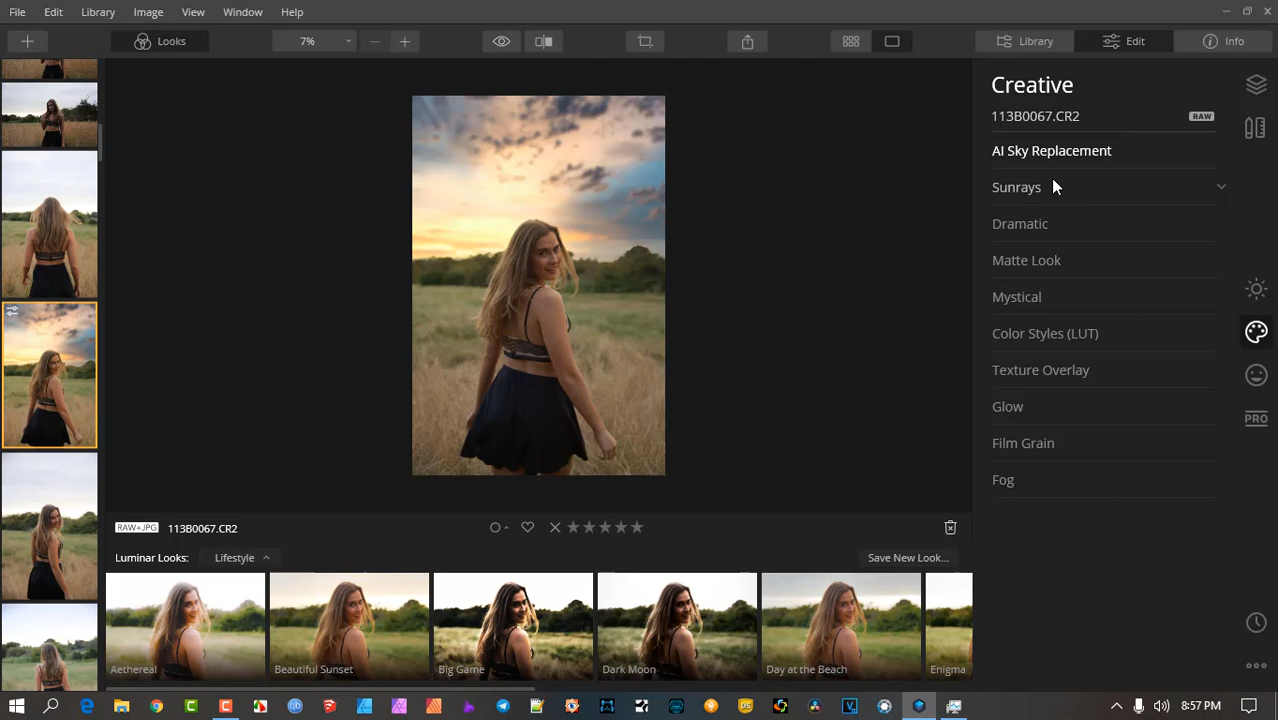 File Edit Library Image View Window Help
Looks 7% Library Edit Info
Creative
113B0067.CR2 RAW
AI Sky Replacement
Sunrays
Dramatic
Matte Look
Mystical
Color Styles (LUT)
Texture Overlay
Glow
Film Grain
Fog
PRO
RAW+JPG 113B0067.CR2
Luminar Looks: Lifestyle Save New Look...
Aethereal Beautiful Sunset Big Game Dark Moon Day at the Beach Enigma
8:57 PM